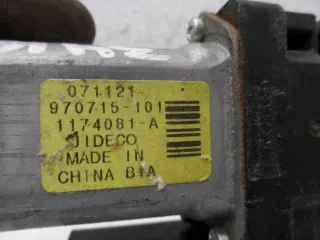 071121-
970715-101
1174081-A
JIDECO
MADE IN
CHINA B1A